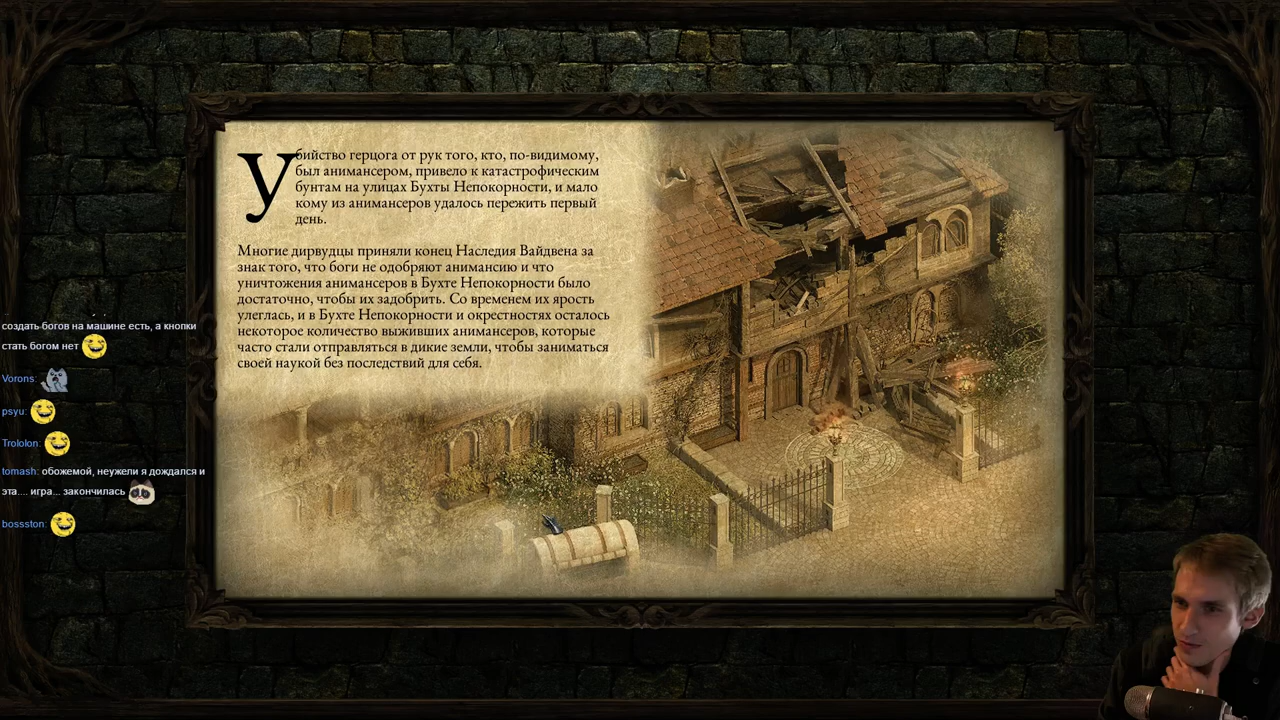 Убийство герцога от рук того, кто, по-видимому,
был анимансером, привело к катастрофическим
бунтам на улицах Бухты Непокорности, и мало
кому из анимансеров удалось пережить первый
день.
Многие дирвудцы приняли конец Наследия Вайдвена за
знак того, что боги не одобряют анимансию и что
уничтожения анимансеров в Бухте Непокорности было
достаточно, чтобы их задобрить. Со временем их ярость
улеглась, и в Бухте Непокорности и окрестностях осталось
некоторое количество выживших анимансеров, которые
часто стали отправляться в дикие земли, чтобы заниматься
своей наукой без последствий для себя.
создать богов на машине есть, а кнопки
стать богом нет
Vorons:
psyu:
Trololon:
tomash: обожемой, неужели я дождался и
эта.... игра... закончилась
bossston: